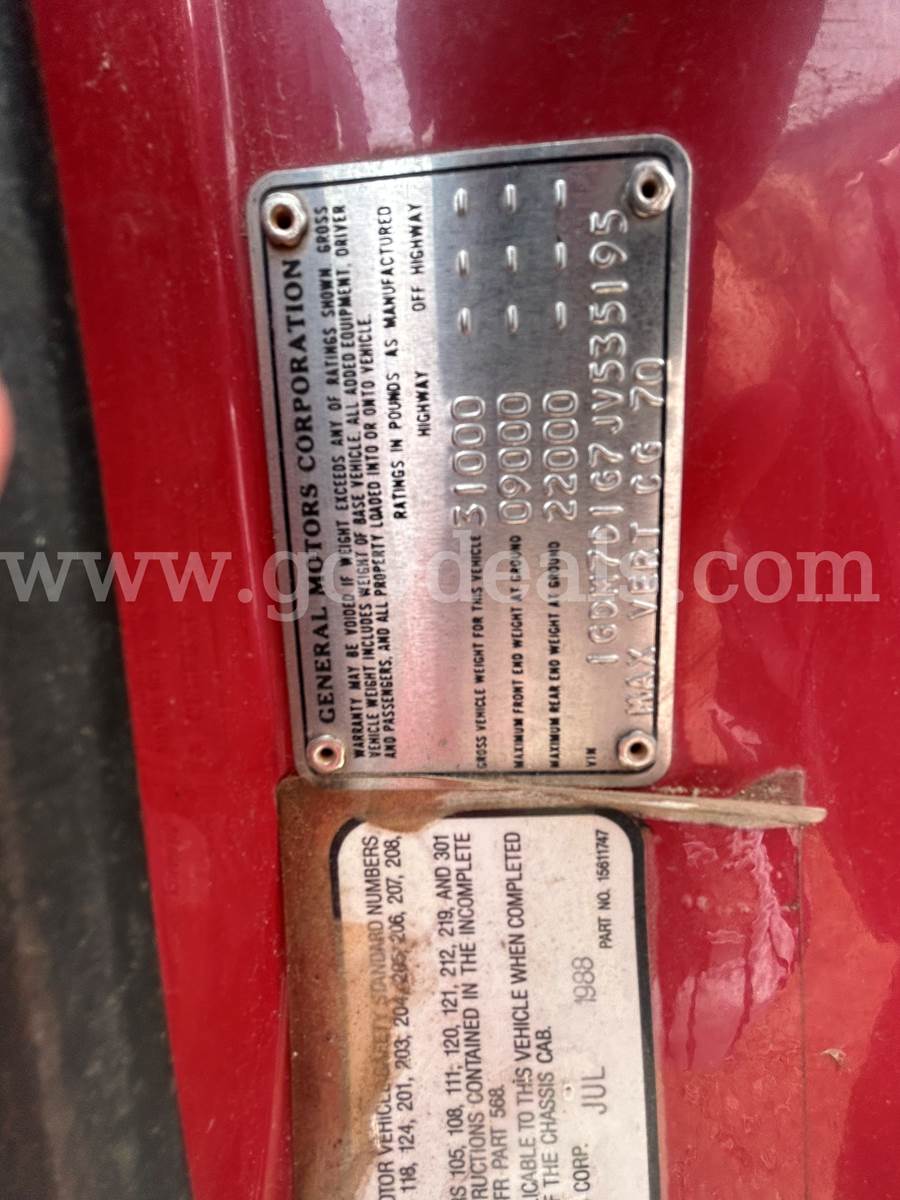 GENERAL MOTORS CORPORATION
WARRANTY MAY BE VOIDED IF WEIGHT EXCEEDS ANY OF RATINGS SHOWN. GROSS
VEHICLE WEIGHT INCLUDES WEIGHT OF BASE VEHICLE, ALL ADDED EQUIPMENT, DRIVER
AND PASSENGERS, AND ALL PROPERTY LOADED INTO OR ONTO VEHICLE.
RATINGS IN POUNDS AS MANUFACTURED
HIGHWAY OFF HIGHWAY
GROSS VEHICLE WEIGHT FOR THIS VEHICLE 31000 - - -
MAXIMUM FRONT END WEIGHT AT GROUND 09000 - - -
MAXIMUM REAR END WEIGHT AT GROUND 22000 - - -
VIN 1GDM7D1G7JV535195
MAX VERT CG 70
OTOR VEHICLE SAFETY STANDARD NUMBERS
118, 124, 201, 203, 204, 205, 206, 207, 208,
RS 105, 108, 111, 120, 121, 212, 219, AND 301
RUCTIONS CONTAINED IN THE INCOMPLETE
FR PART 568.
LICABLE TO THIS VEHICLE WHEN COMPLETED
F THE CHASSIS CAB.
CORP. JUL 1988 PART NO. 15611747